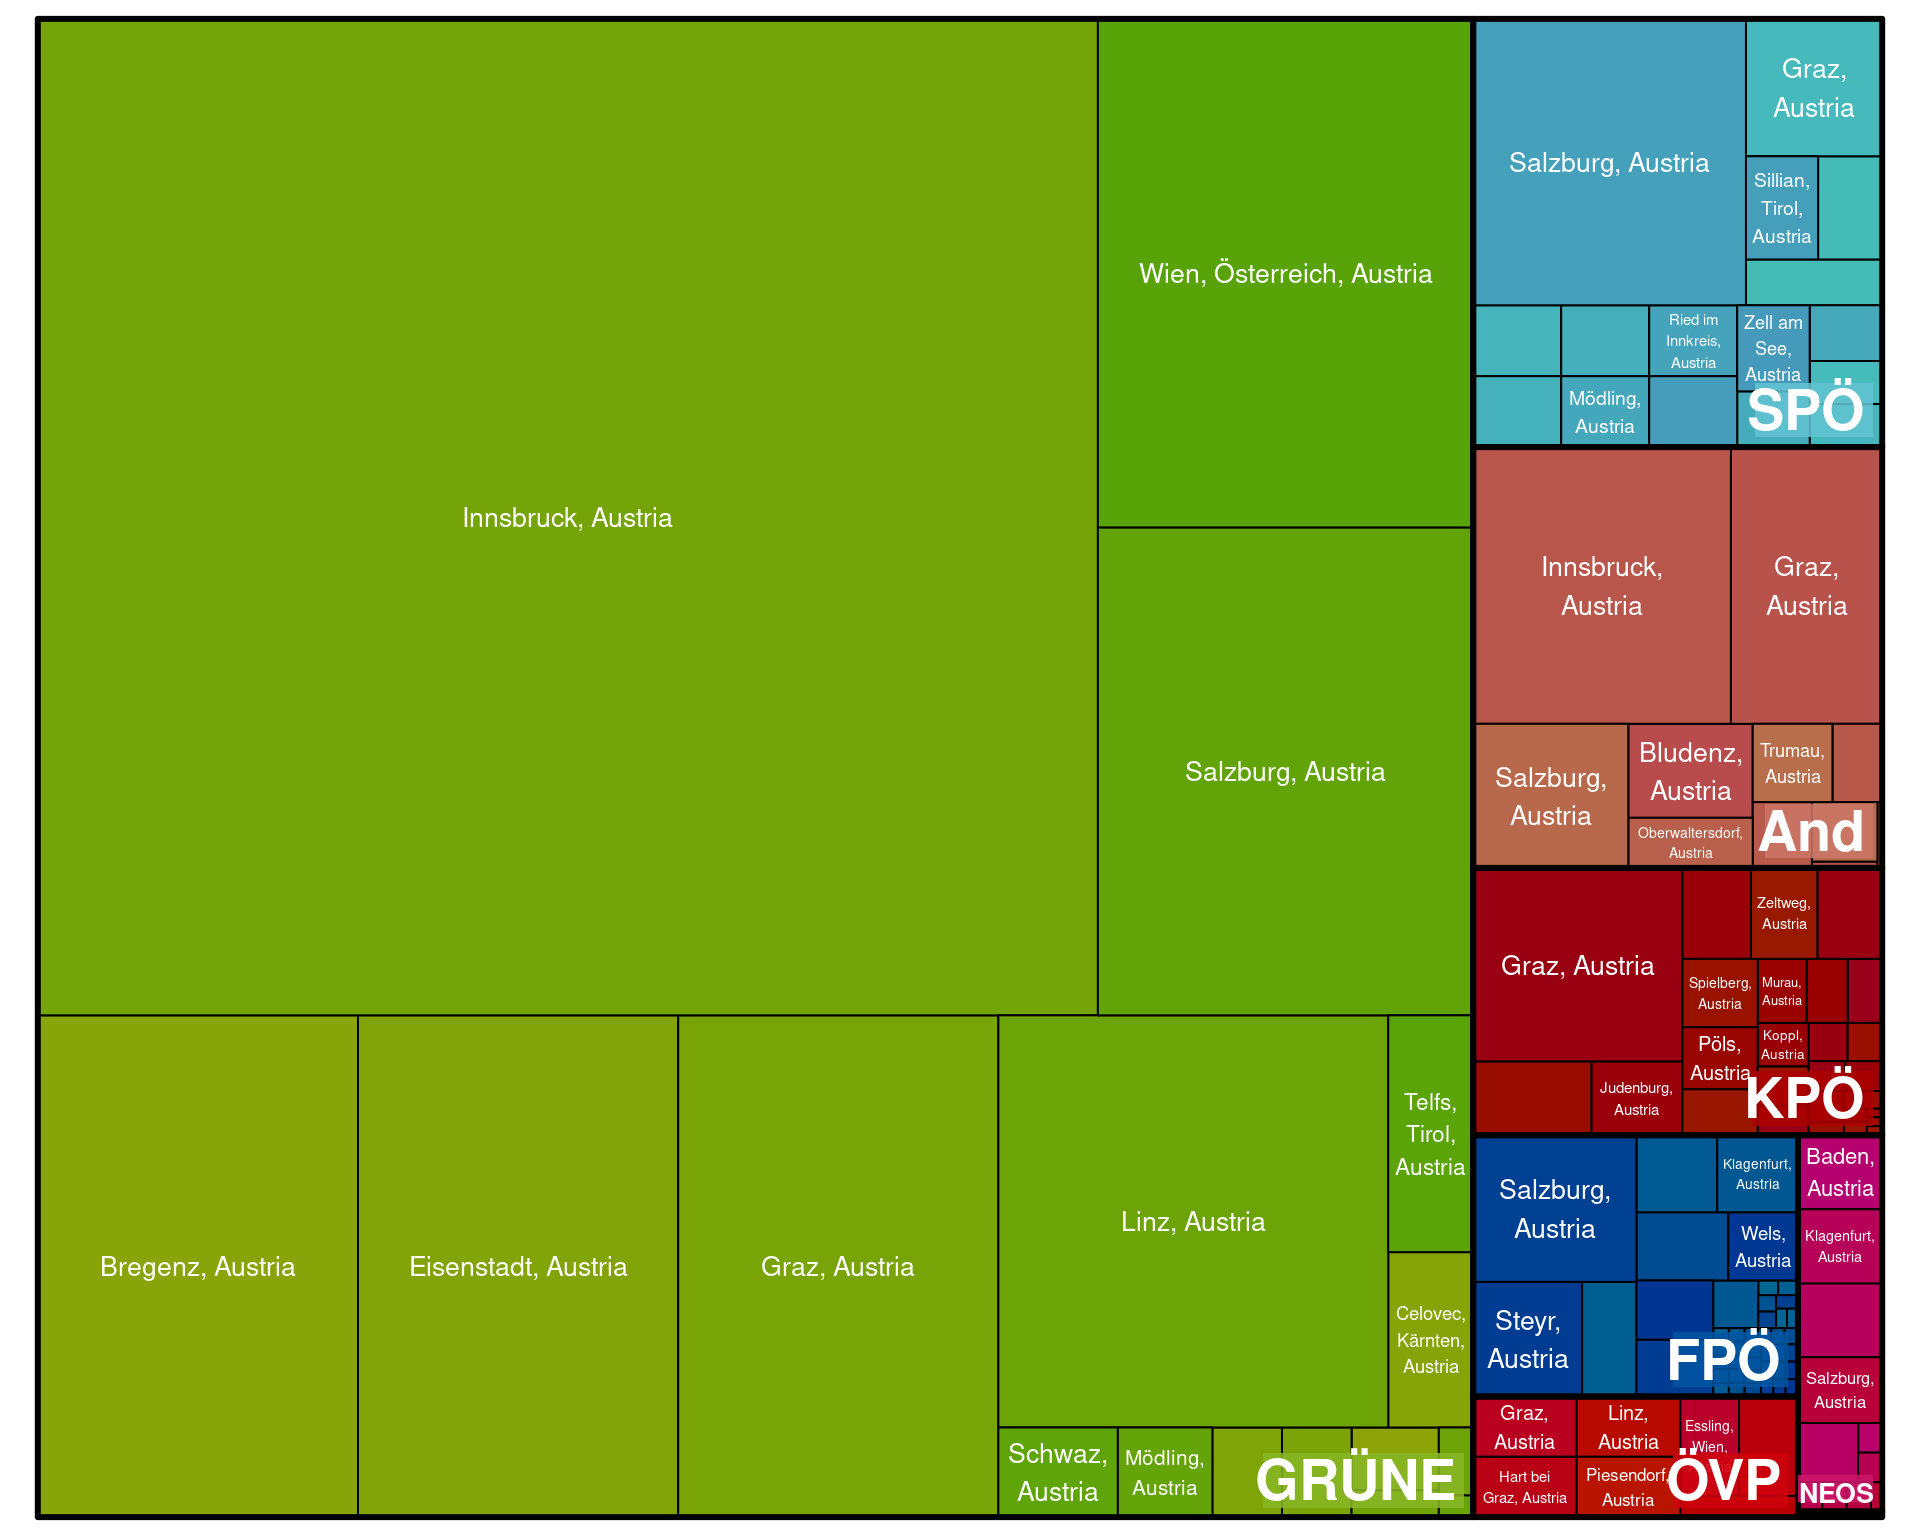 Innsbruck, Austria
Wien, Österreich, Austria
Salzburg, Austria
Bregenz, Austria
Eisenstadt, Austria
Graz, Austria
Linz, Austria
Telfs,
Tirol,
Austria
Celovec,
Kärnten,
Austria
Schwaz,
Austria
Mödling,
Austria
GRÜNE
Salzburg, Austria
Graz,
Austria
Sillian,
Tirol,
Austria
Ried im
Innkreis,
Austria
Zell am
See,
Austria
Mödling,
Austria
SPÖ
Innsbruck,
Austria
Graz,
Austria
Salzburg,
Austria
Bludenz,
Austria
Trumau,
Austria
Oberwaltersdorf,
Austria
And
Graz, Austria
Zeltweg,
Austria
Spielberg,
Austria
Murau,
Austria
Pöls,
Austria
Koppl,
Austria
Judenburg,
Austria
KPÖ
Salzburg,
Austria
Klagenfurt,
Austria
Wels,
Austria
Steyr,
Austria
FPÖ
Baden,
Austria
Klagenfurt,
Austria
Salzburg,
Austria
NEOS
Graz,
Austria
Linz,
Austria
Essling,
Wien,
Hart bei
Graz, Austria
Piesendorf,
Austria
ÖVP